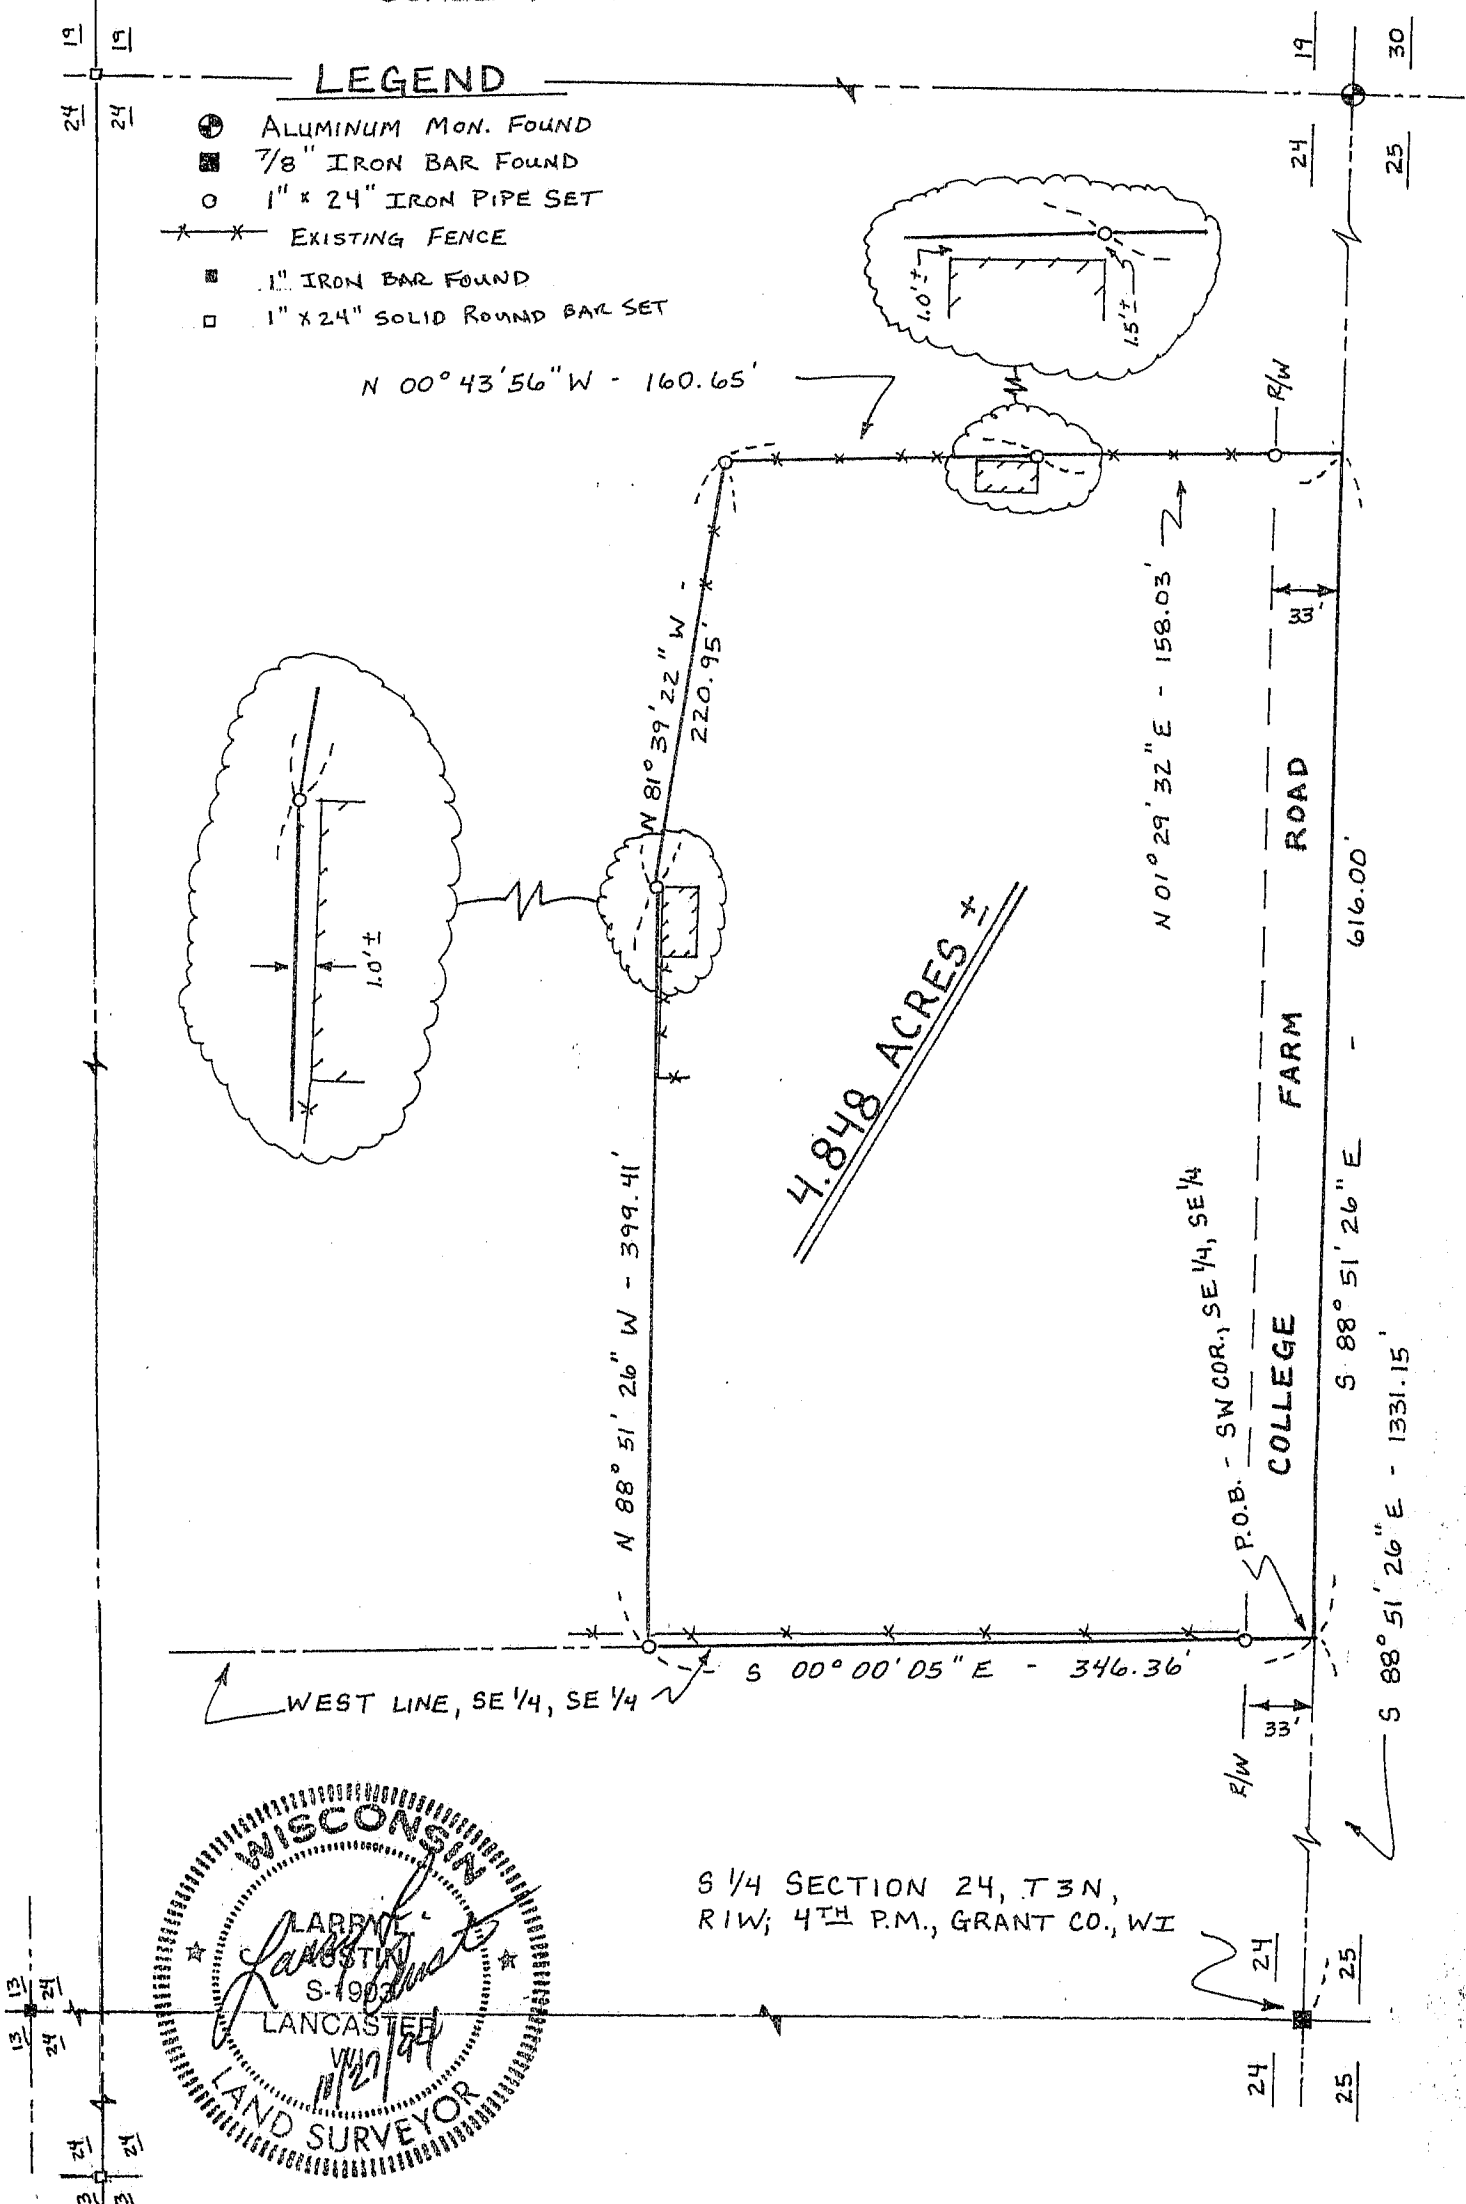 19
19
24
24
19
30
24
25
LEGEND
ALUMINUM MON. FOUND
7/8" IRON BAR FOUND
1" x 24" IRON PIPE SET
EXISTING FENCE
1" IRON BAR FOUND
1" X 24" SOLID ROUND BAR SET
1.0'±
1.5'±
N 00° 43' 56" W - 160.65'
R/W
N 81° 39' 22" W -
220.95'
N 01° 29' 32" E - 158.03'
33'
1.0'±
4.848 ACRES ±
COLLEGE FARM ROAD
S 88° 51' 26" E - 616.00'
N 88° 51' 26" W - 399.41'
P.O.B. - SW COR., SE 1/4, SE 1/4
S 88° 51' 26" E - 1331.15'
S 00° 00' 05" E - 346.36'
WEST LINE, SE 1/4, SE 1/4
33'
R/W
S 1/4 SECTION 24, T3N,
R1W; 4TH P.M., GRANT CO., WI
WISCONSIN
LARRY
AUSTIN
S-1903
LANCASTER
LAND SURVEYOR
13
24
13
24
24
25
24
25
24
24